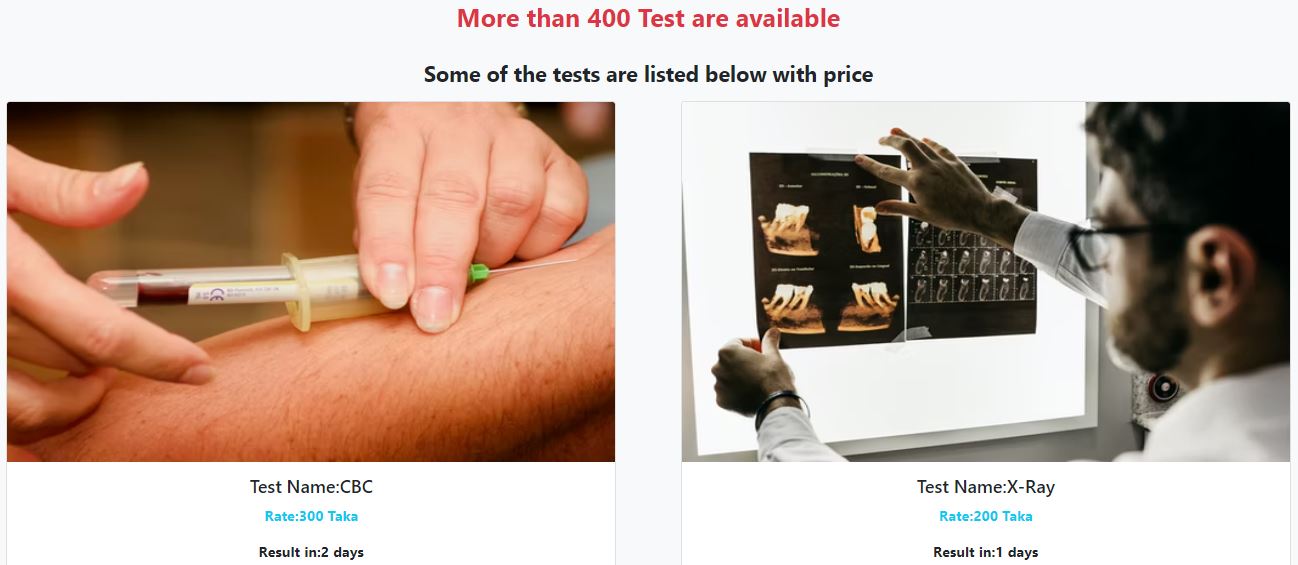 More than 400 Test are available
Some of the tests are listed below with price
Test Name:CBC
Rate:300 Taka
Result in:2 days
Test Name:X-Ray
Rate:200 Taka
Result in:1 days